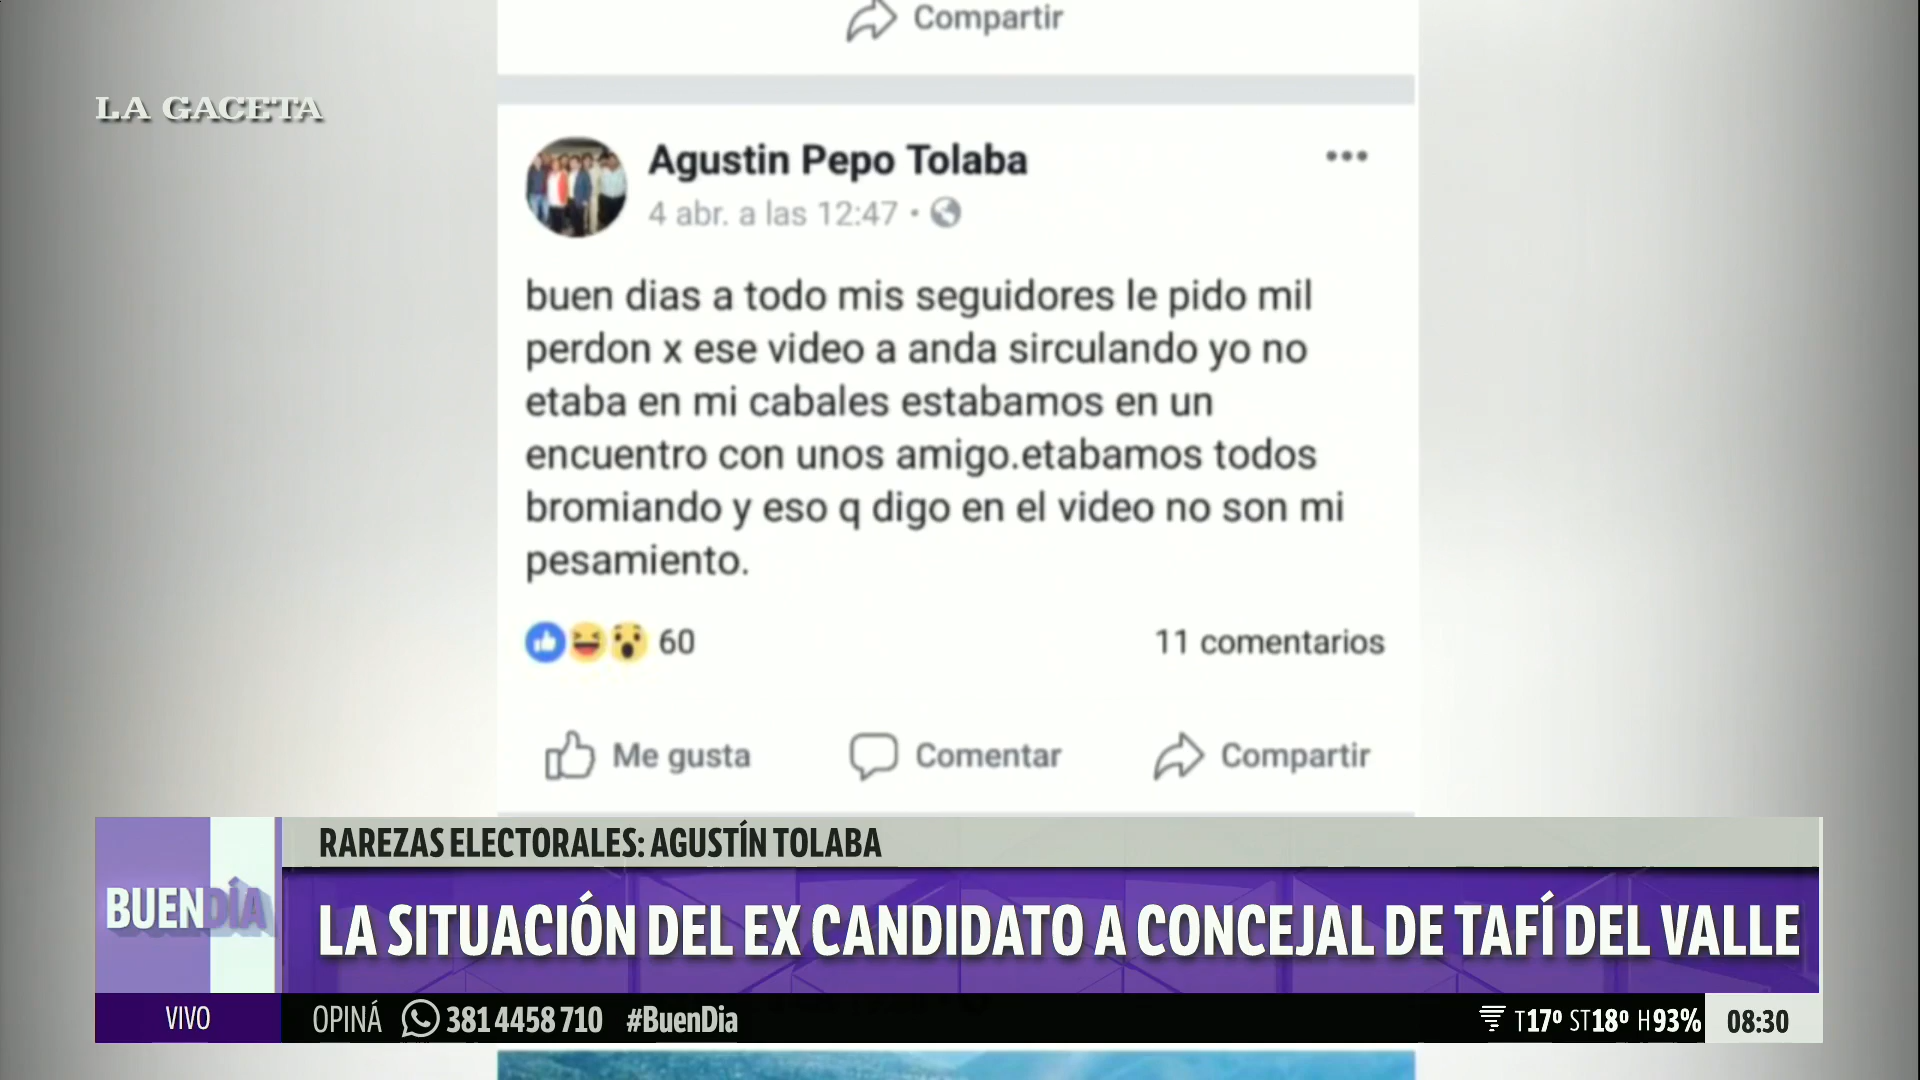 Compartir
LA GACETA
Agustin Pepo Tolaba
4 abr. a las 12:47 •
buen dias a todo mis seguidores le pido mil
perdon x ese video a anda sirculando yo no
etaba en mi cabales estabamos en un
encuentro con unos amigo.etabamos todos
bromiando y eso q digo en el video no son mi
pesamiento.
60 11 comentarios
Me gusta Comentar Compartir
RAREZAS ELECTORALES: AGUSTÍN TOLABA
BUENDÍA
LA SITUACIÓN DEL EX CANDIDATO A CONCEJAL DE TAFÍ DEL VALLE
VIVO OPINÁ 381 4458 710 #BuenDia T17º ST18º H93% 08:30